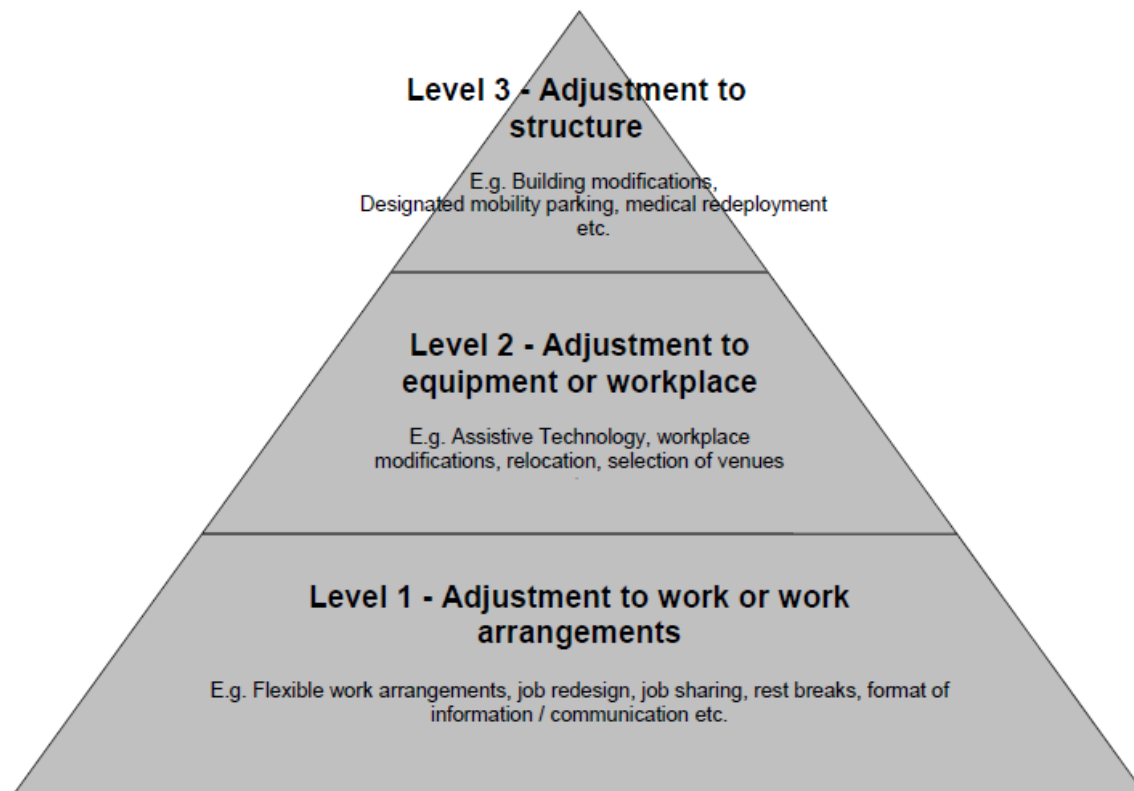 Level 3 - Adjustment to
structure
E.g. Building modifications,
Designated mobility parking, medical redeployment
etc.
Level 2 - Adjustment to
equipment or workplace
E.g. Assistive Technology, workplace
modifications, relocation, selection of venues
Level 1 - Adjustment to work or work
arrangements
E.g. Flexible work arrangements, job redesign, job sharing, rest breaks, format of
information / communication etc.